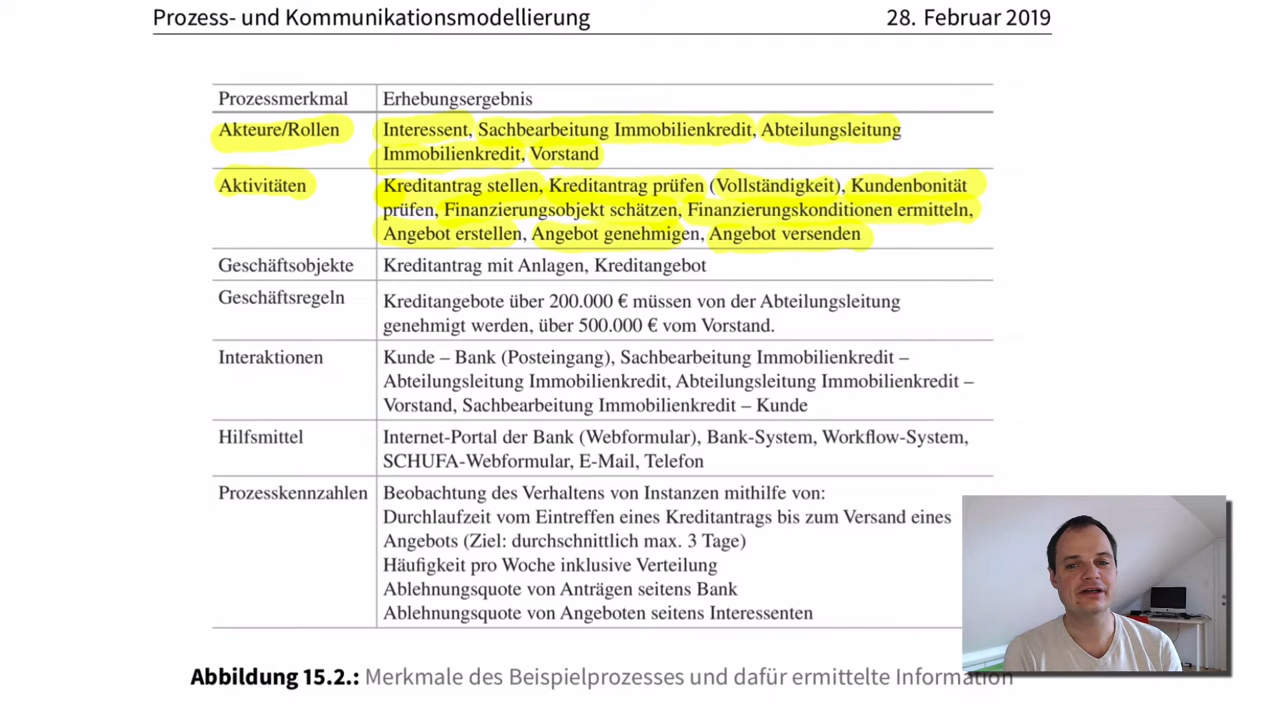 Prozess- und Kommunikationsmodellierung 28. Februar 2019
Prozessmerkmal Erhebungsergebnis
Akteure/Rollen Interessent, Sachbearbeitung Immobilienkredit, Abteilungsleitung
Immobilienkredit, Vorstand
Aktivitäten Kreditantrag stellen, Kreditantrag prüfen (Vollständigkeit), Kundenbonität
prüfen, Finanzierungsobjekt schätzen, Finanzierungskonditionen ermitteln,
Angebot erstellen, Angebot genehmigen, Angebot versenden
Geschäftsobjekte Kreditantrag mit Anlagen, Kreditangebot
Geschäftsregeln Kreditangebote über 200.000 € müssen von der Abteilungsleitung
genehmigt werden, über 500.000 € vom Vorstand.
Interaktionen Kunde – Bank (Posteingang), Sachbearbeitung Immobilienkredit –
Abteilungsleitung Immobilienkredit, Abteilungsleitung Immobilienkredit –
Vorstand, Sachbearbeitung Immobilienkredit – Kunde
Hilfsmittel Internet-Portal der Bank (Webformular), Bank-System, Workflow-System,
SCHUFA-Webformular, E-Mail, Telefon
Prozesskennzahlen Beobachtung des Verhaltens von Instanzen mithilfe von:
Durchlaufzeit vom Eintreffen eines Kreditantrags bis zum Versand eines
Angebots (Ziel: durchschnittlich max. 3 Tage)
Häufigkeit pro Woche inklusive Verteilung
Ablehnungsquote von Anträgen seitens Bank
Ablehnungsquote von Angeboten seitens Interessenten
Abbildung 15.2.: Merkmale des Beispielprozesses und dafür ermittelte Information